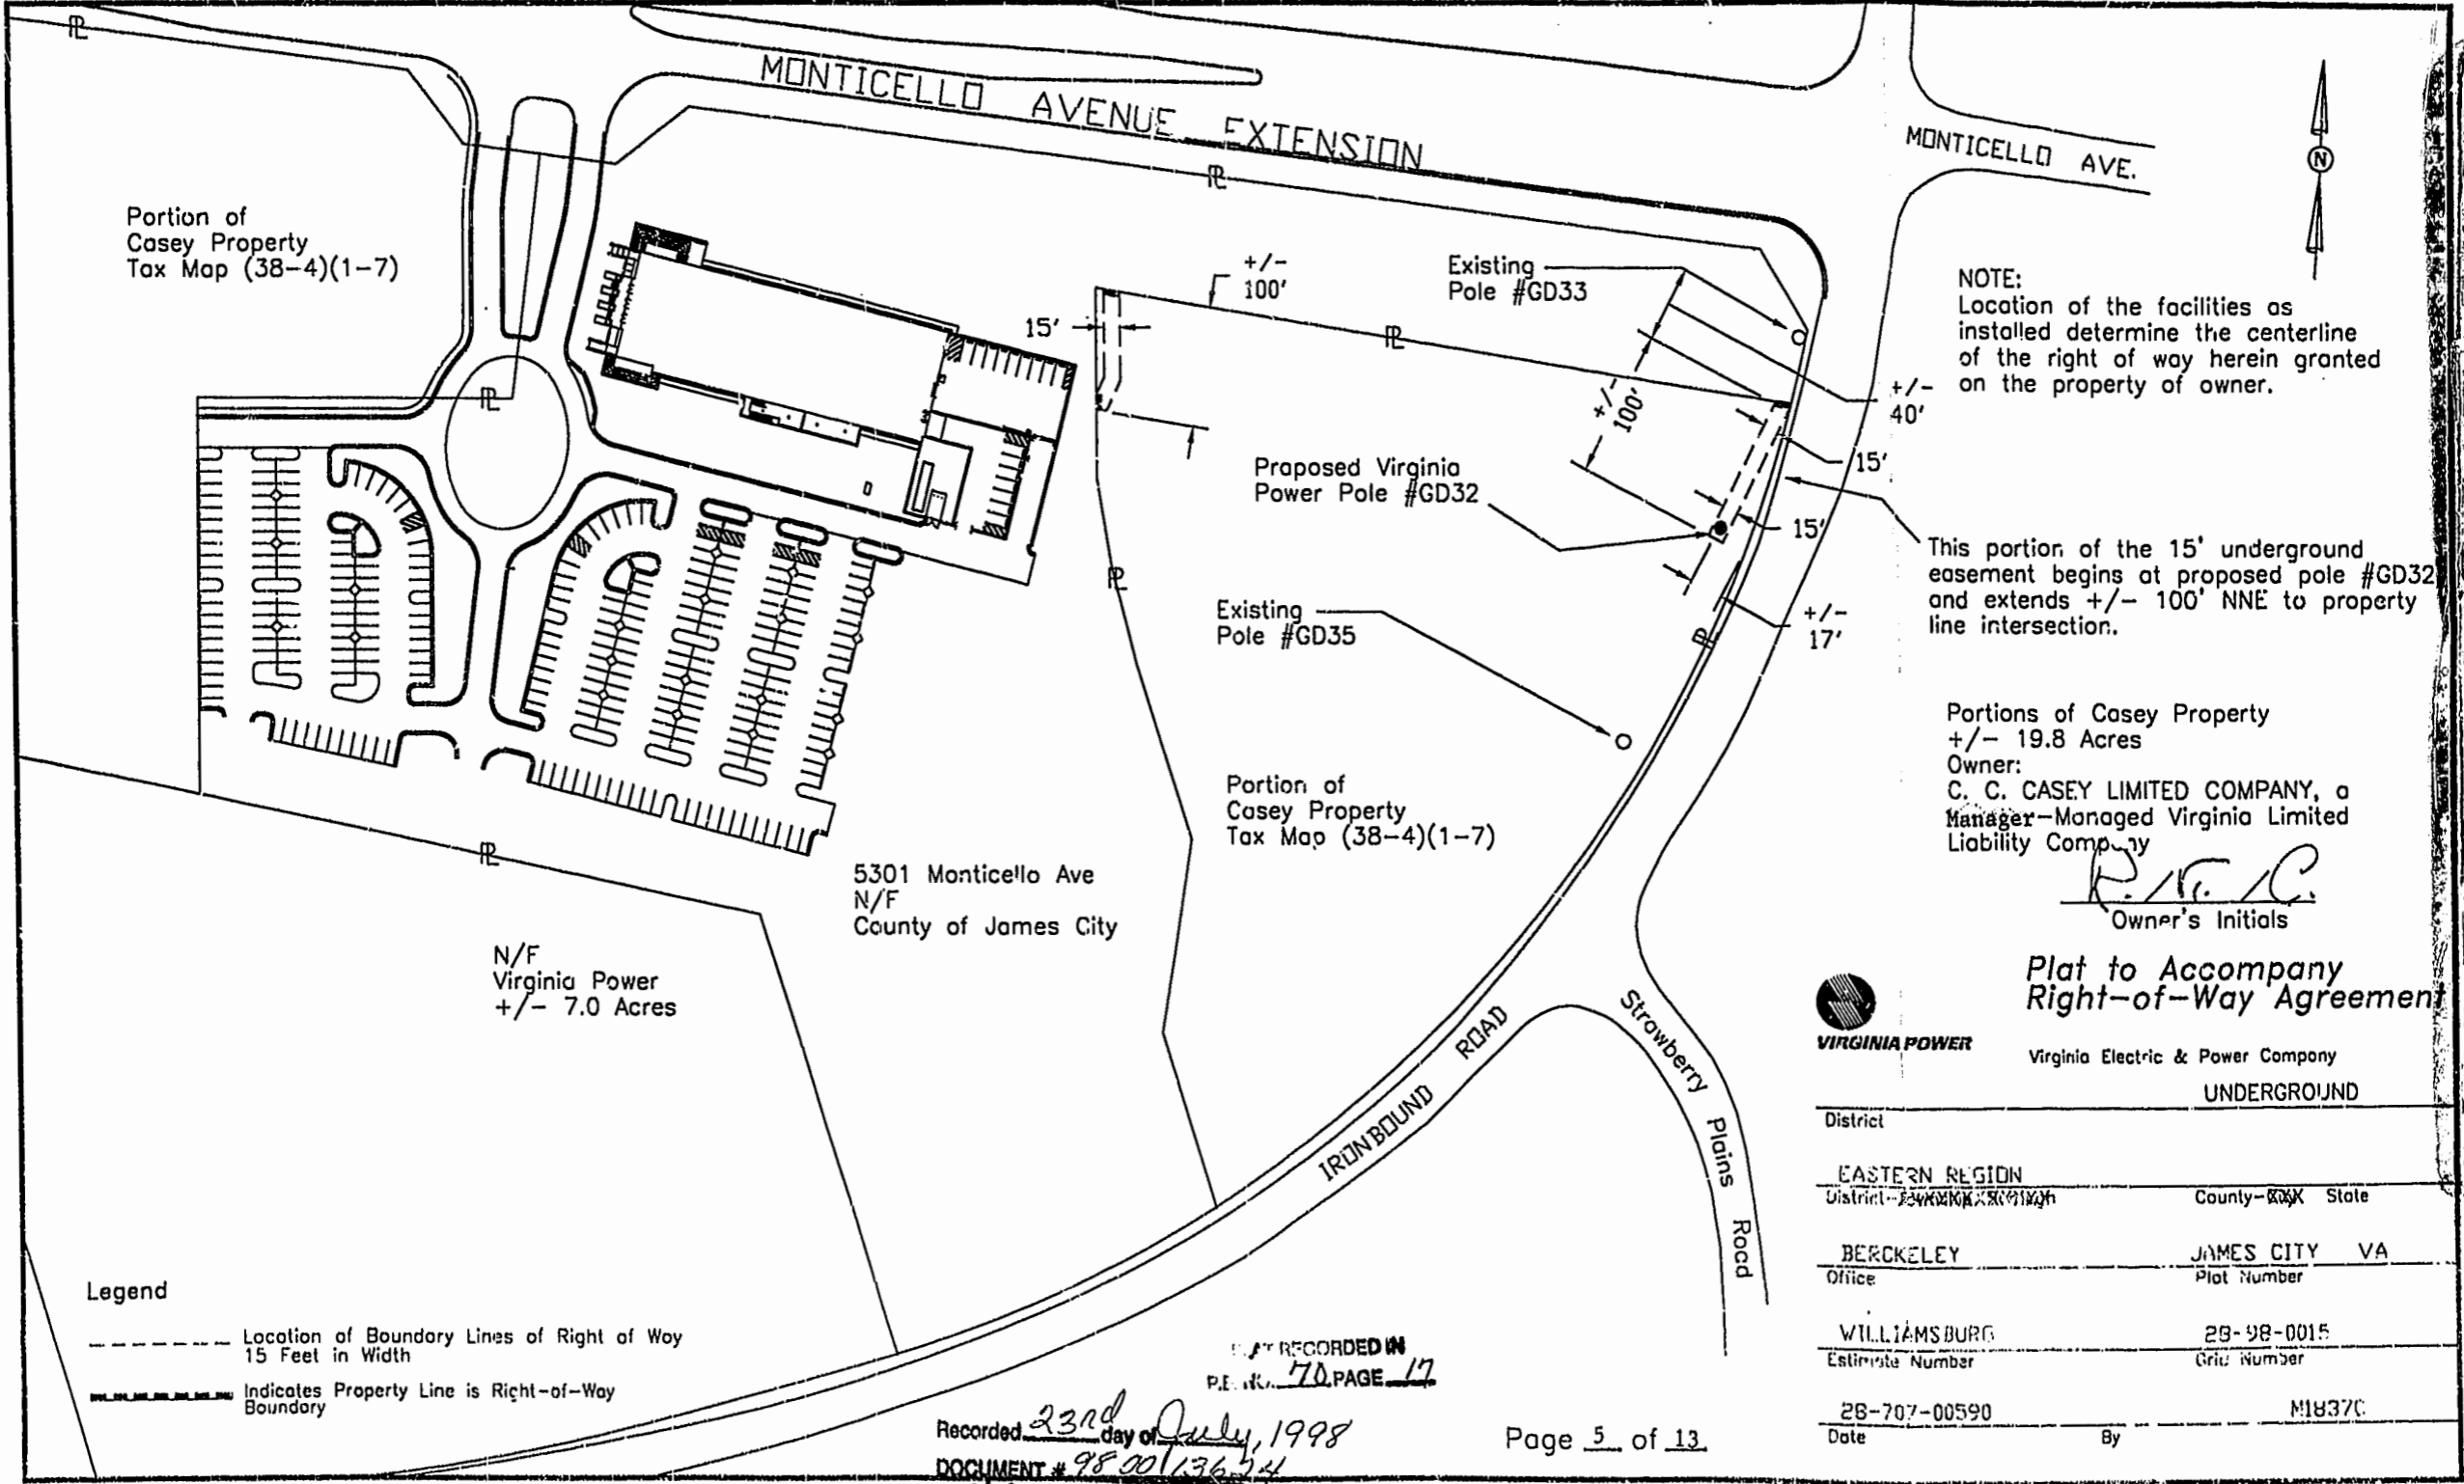 MONTICELLO AVENUE EXTENSION
MONTICELLO AVE.
N
Portion of
Casey Property
Tax Map (38-4)(1-7)
15'
+/-
100'
Existing
Pole #GD33
NOTE:
Location of the facilities as
installed determine the centerline
of the right of way herein granted
on the property of owner.
+/-
40'
+/-
100'
15'
Proposed Virginia
Power Pole #GD32
15'
This portion of the 15' underground
easement begins at proposed pole #GD32
and extends +/- 100' NNE to property
line intersection.
+/-
17'
Existing
Pole #GD35
Portions of Casey Property
+/- 19.8 Acres
Owner:
C. C. CASEY LIMITED COMPANY, a
Manager-Managed Virginia Limited
Liability Company
Owner's Initials
Portion of
Casey Property
Tax Map (38-4)(1-7)
5301 Monticello Ave
N/F
County of James City
N/F
Virginia Power
+/- 7.0 Acres
IRONBOUND ROAD
Strawberry Plains Road
VIRGINIA POWER
Plat to Accompany
Right-of-Way Agreement
Virginia Electric & Power Company
UNDERGROUND
District
EASTERN REGION
District- County- State
BERCKELEY JAMES CITY VA
Office Plat Number
WILLIAMSBURG 28-98-0015
Estimate Number Grid Number
28-707-00590 M1837C
Date By
Legend
Location of Boundary Lines of Right of Way
15 Feet in Width
Indicates Property Line is Right-of-Way
Boundary
RECORDED IN
70 PAGE 17
Recorded 23rd day of July, 1998
DOCUMENT #
Page 5 of 13